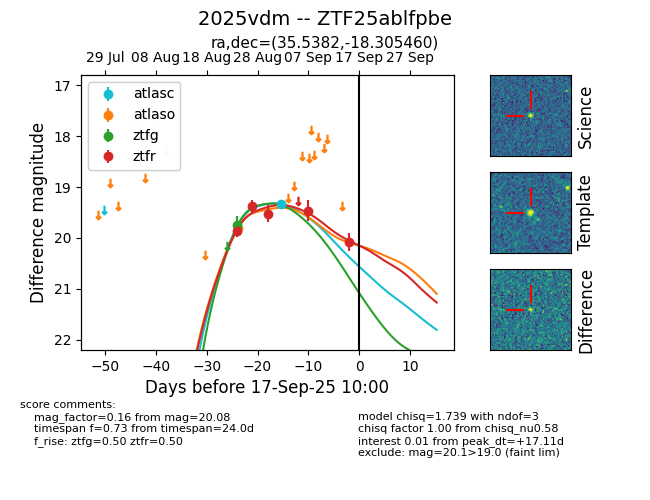 2025vdm -- ZTF25ablfpbe
ra,dec=(35.5382,-18.305460)
29 Jul 08 Aug 18 Aug 28 Aug 07 Sep 17 Sep 27 Sep
17
18
19
20
21
22
Difference magnitude
atlasc
atlaso
ztfg
ztfr
−50 −40 −30 −20 −10 0 10
Days before 17-Sep-25 10:00
Science
Template
Difference
score comments:
mag_factor=0.16 from mag=20.08
timespan f=0.73 from timespan=24.0d
f_rise: ztfg=0.50 ztfr=0.50
model chisq=1.739 with ndof=3
chisq factor 1.00 from chisq_nu0.58
interest 0.01 from peak_dt=+17.11d
exclude: mag=20.1>19.0 (faint lim)